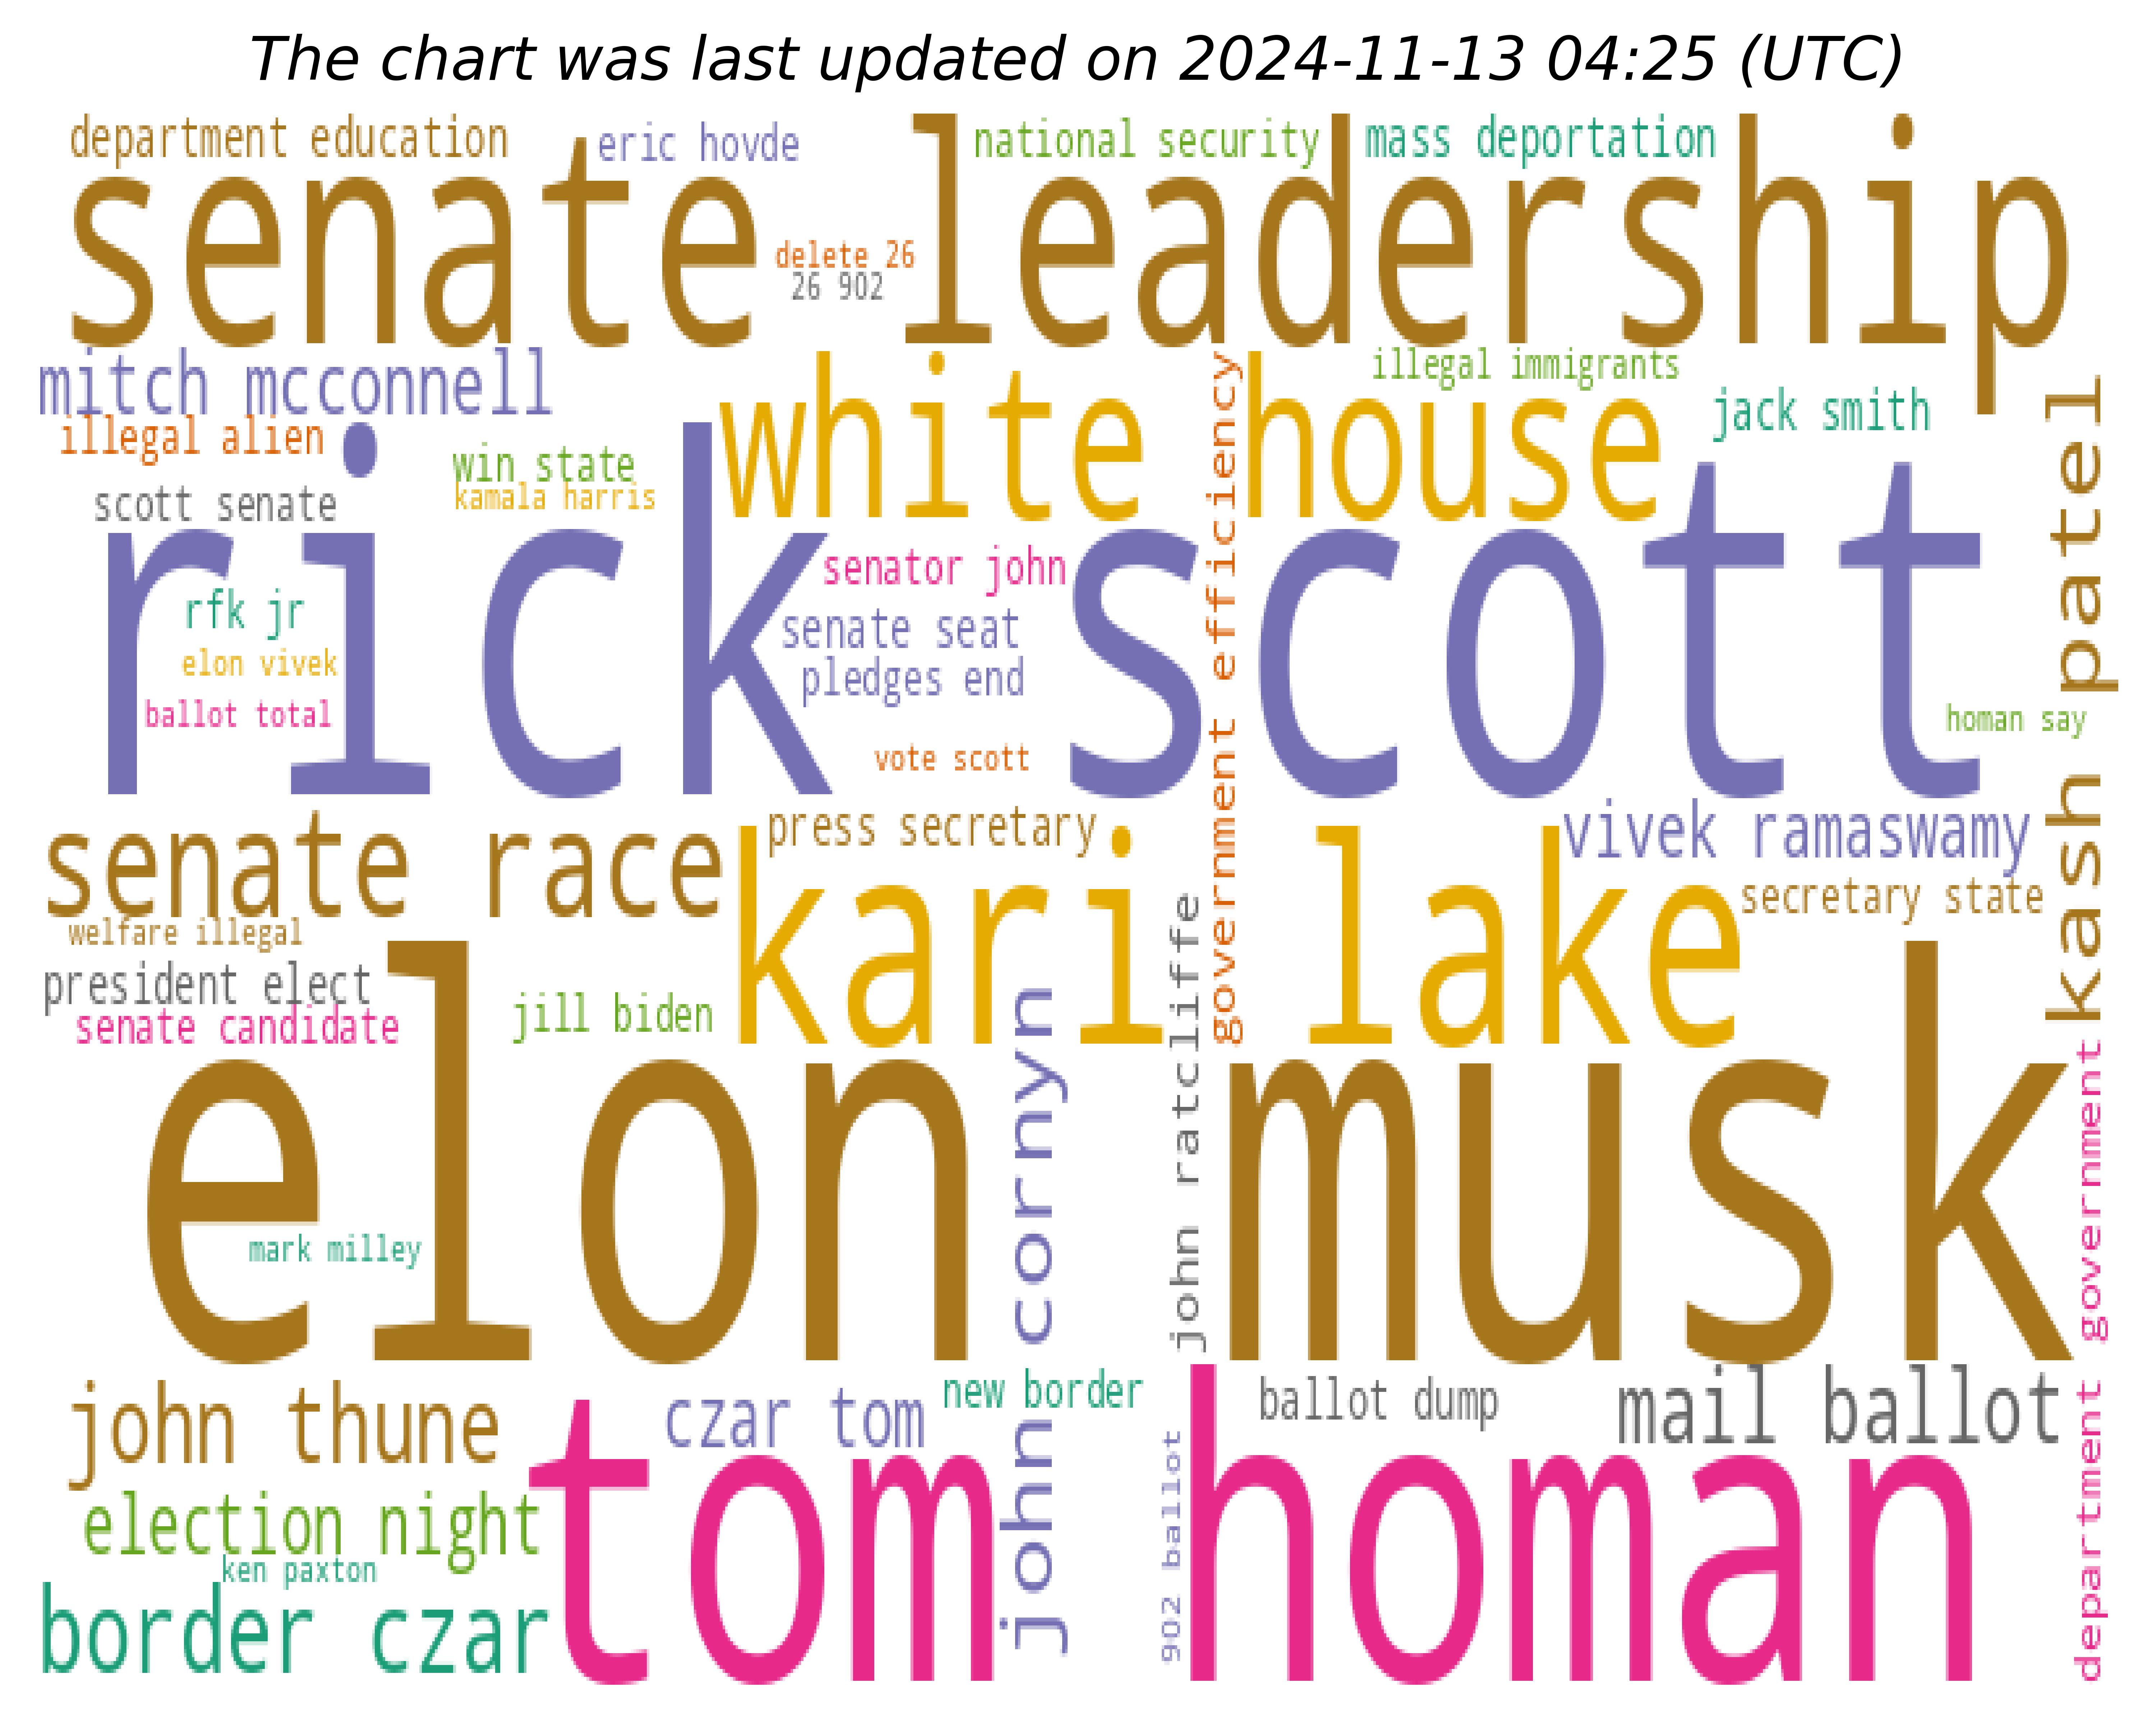 The chart was last updated on 2024-11-13 04:25 (UTC)
department education
eric hovde
national security
mass deportation
senate leadership
delete 26
26 902
mitch mcconnell
white house
illegal immigrants
jack smith
illegal alien
win state
kamala harris
scott senate
rick scott
senator john
rfk jr
senate seat
elon vivek
pledges end
ballot total
vote scott
homan say
government efficiency
kash patel
senate race
press secretary
vivek ramaswamy
kari lake
secretary state
welfare illegal
president elect
senate candidate
jill biden
elon musk
john cornyn
john ratcliffe
mark milley
department government
john thune
czar tom
new border
ballot dump
mail ballot
tom homan
election night
ken paxton
902 ballot
border czar